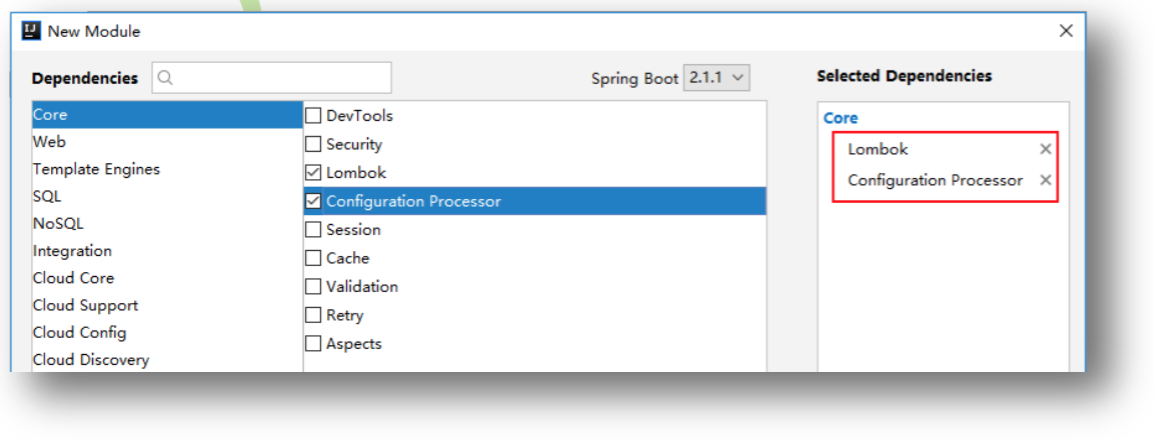 New Module
Dependencies
Spring Boot 2.1.1
Selected Dependencies
Core
Web
Template Engines
SQL
NoSQL
Integration
Cloud Core
Cloud Support
Cloud Config
Cloud Discovery
DevTools
Security
Lombok
Configuration Processor
Session
Cache
Validation
Retry
Aspects
Core
Lombok
Configuration Processor